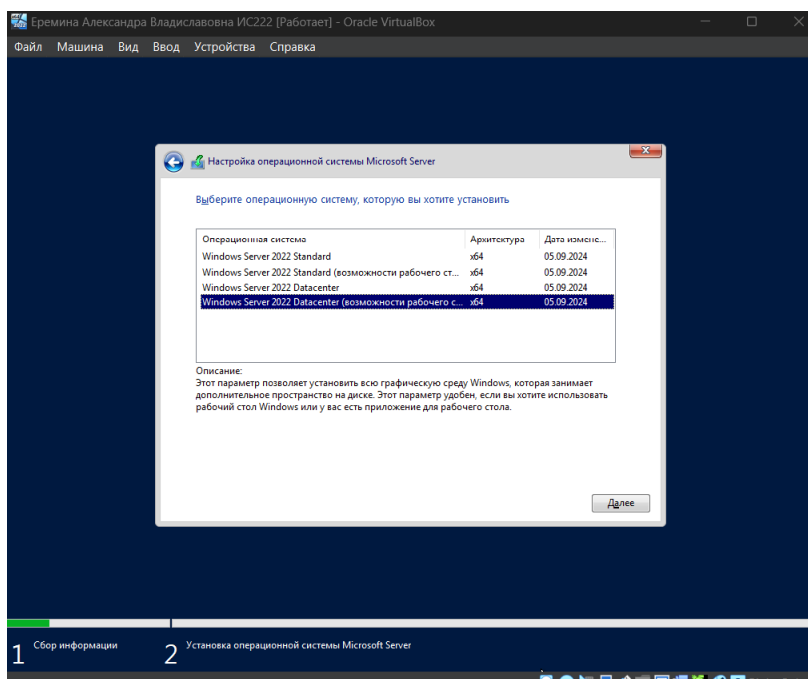 Еремина Александра Владиславовна ИС222 [Работает] - Oracle VirtualBox
Файл Машина Вид Ввод Устройства Справка
Настройка операционной системы Microsoft Server
Выберите операционную систему, которую вы хотите установить
Операционная система Архитектура Дата измене...
Windows Server 2022 Standard x64 05.09.2024
Windows Server 2022 Standard (возможности рабочего ст... x64 05.09.2024
Windows Server 2022 Datacenter x64 05.09.2024
Windows Server 2022 Datacenter (возможности рабочего с... x64 05.09.2024
Описание:
Этот параметр позволяет установить всю графическую среду Windows, которая занимает
дополнительное пространство на диске. Этот параметр удобен, если вы хотите использовать
рабочий стол Windows или у вас есть приложение для рабочего стола.
Далее
1 Сбор информации 2 Установка операционной системы Microsoft Server